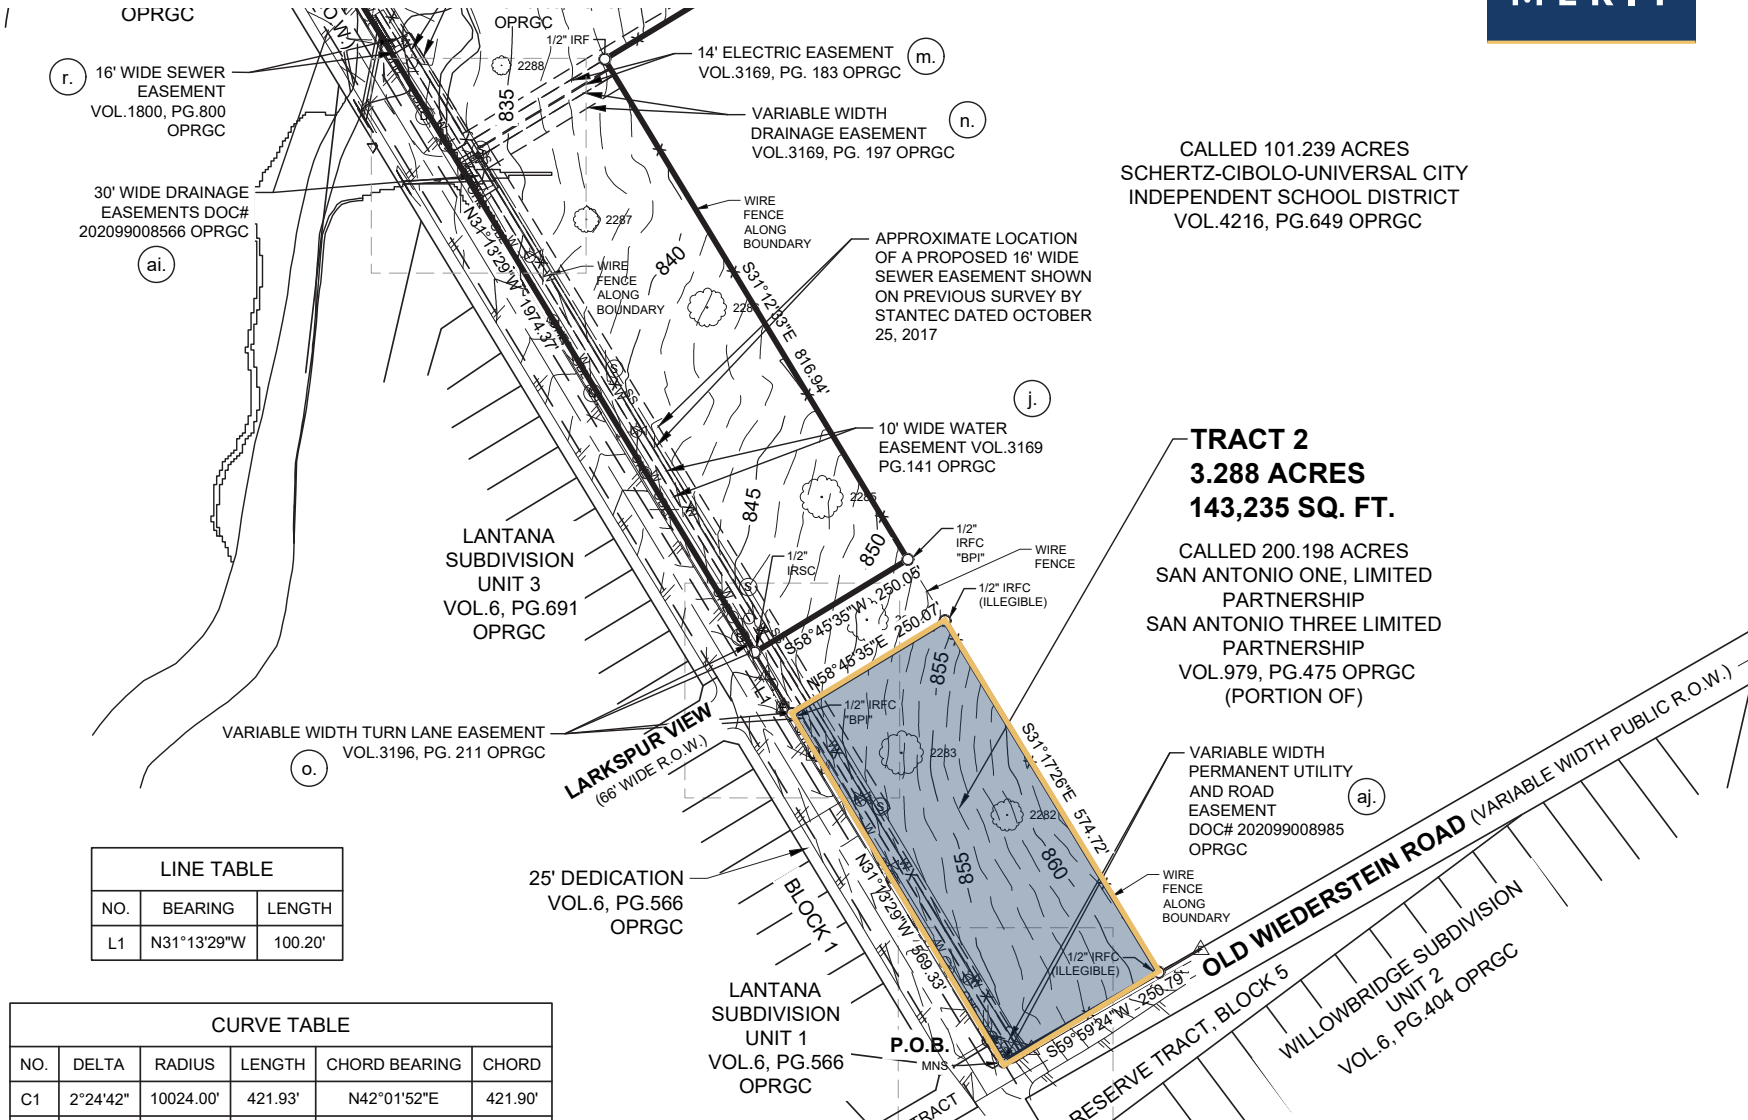 MERIT
OPRGC
OPRGC
1/2" IRF
r.
16' WIDE SEWER
EASEMENT
VOL.1800, PG.800
OPRGC
2288
835
14' ELECTRIC EASEMENT
VOL.3169, PG. 183 OPRGC
m.
VARIABLE WIDTH
DRAINAGE EASEMENT
VOL.3169, PG. 197 OPRGC
n.
CALLED 101.239 ACRES
SCHERTZ-CIBOLO-UNIVERSAL CITY
INDEPENDENT SCHOOL DISTRICT
VOL.4216, PG.649 OPRGC
30' WIDE DRAINAGE
EASEMENTS DOC#
202099008566 OPRGC
ai.
2287
WIRE
FENCE
ALONG
BOUNDARY
840
WIRE
FENCE
ALONG
BOUNDARY
N31°13'29"W 1974.37'
S31°12'33"E 816.94'
APPROXIMATE LOCATION
OF A PROPOSED 16' WIDE
SEWER EASEMENT SHOWN
ON PREVIOUS SURVEY BY
STANTEC DATED OCTOBER
25, 2017
j.
10' WIDE WATER
EASEMENT VOL.3169
PG.141 OPRGC
2285
845
850
TRACT 2
3.288 ACRES
143,235 SQ. FT.
CALLED 200.198 ACRES
SAN ANTONIO ONE, LIMITED
PARTNERSHIP
SAN ANTONIO THREE LIMITED
PARTNERSHIP
VOL.979, PG.475 OPRGC
(PORTION OF)
LANTANA
SUBDIVISION
UNIT 3
VOL.6, PG.691
OPRGC
1/2"
IRSC
1/2"
IRFC
"BPI"
WIRE
FENCE
1/2" IRFC
(ILLEGIBLE)
S58°45'35"W 250.05'
N58°45'35"E 250.07'
L1
855
1/2" IRFC
"BPI"
VARIABLE WIDTH TURN LANE EASEMENT
VOL.3196, PG. 211 OPRGC
o.
LARKSPUR VIEW
(66' WIDE R.O.W.)
2283
S31°17'26"E 574.72'
2282
VARIABLE WIDTH
PERMANENT UTILITY
AND ROAD
EASEMENT
DOC# 202099008985
OPRGC
aj.
OLD WIEDERSTEIN ROAD (VARIABLE WIDTH PUBLIC R.O.W.)
855
860
WIRE
FENCE
ALONG
BOUNDARY
25' DEDICATION
VOL.6, PG.566
OPRGC
BLOCK 1
N31°13'29"W 569.33'
1/2" IRFC
(ILLEGIBLE)
S59°59'24"W 250.79'
LANTANA
SUBDIVISION
UNIT 1
VOL.6, PG.566
OPRGC
P.O.B.
MNS
RESERVE TRACT, BLOCK 5
WILLOWBRIDGE SUBDIVISION
UNIT 2
VOL.6, PG.404 OPRGC
TRACT
LINE TABLE
NO. BEARING LENGTH
L1 N31°13'29"W 100.20'
CURVE TABLE
NO. DELTA RADIUS LENGTH CHORD BEARING CHORD
C1 2°24'42" 10024.00' 421.93' N42°01'52"E 421.90'